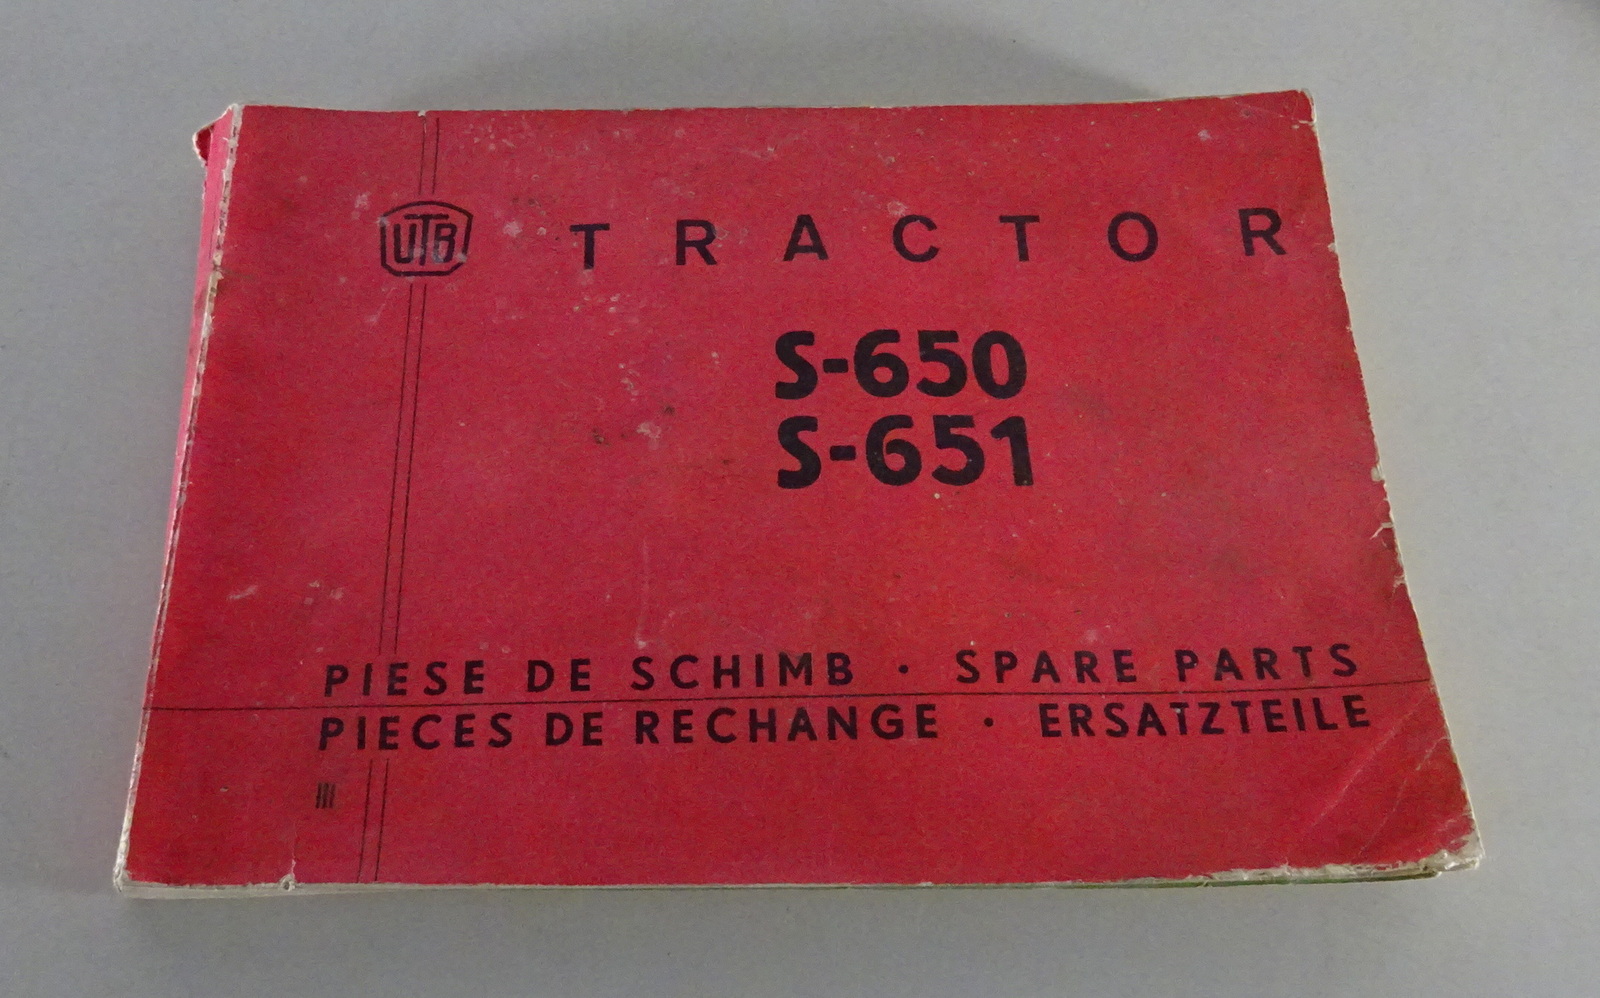 UTB TRACTOR
S-650
S-651
PIESE DE SCHIMB · SPARE PARTS
PIECES DE RECHANGE · ERSATZTEILE
III